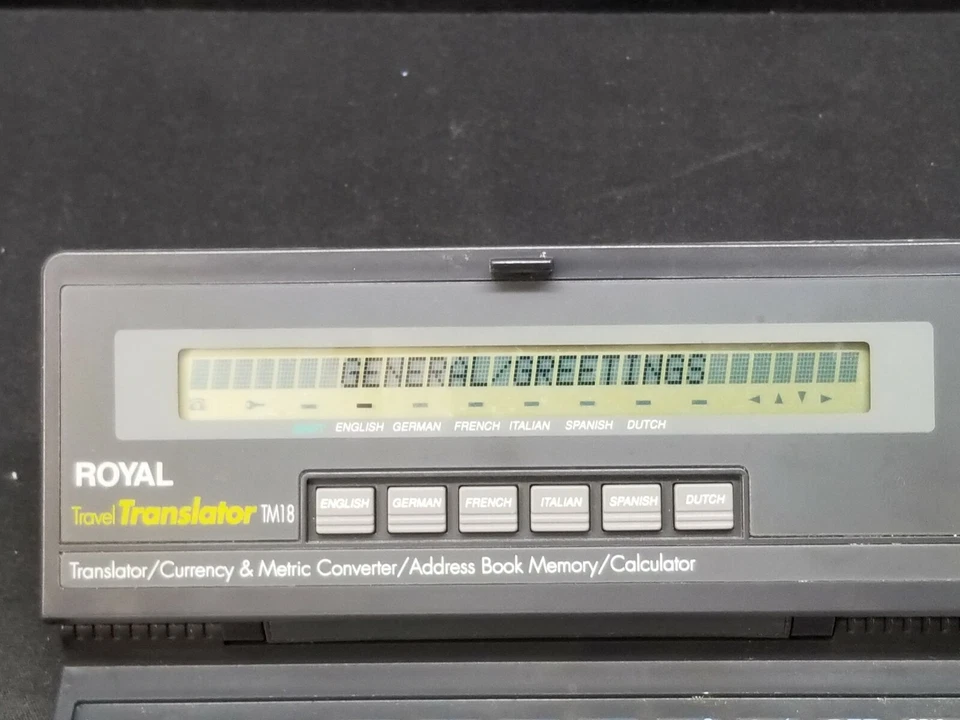 GENERAL/GREETINGS
ENGLISH GERMAN FRENCH ITALIAN SPANISH DUTCH
ROYAL
Travel Translator TM18
ENGLISH GERMAN FRENCH ITALIAN SPANISH DUTCH
Translator/Currency & Metric Converter/Address Book Memory/Calculator